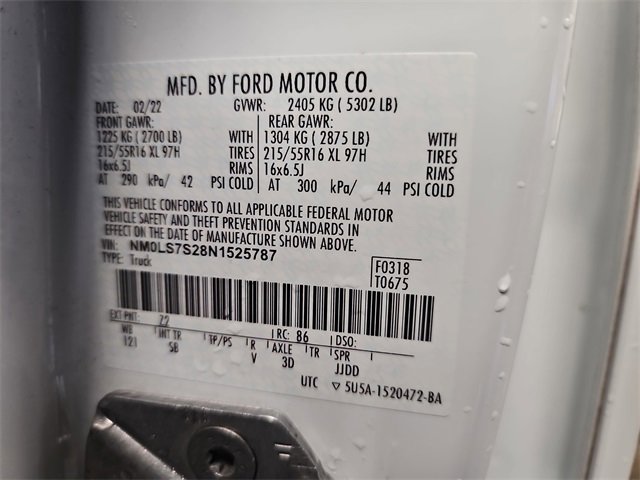 MFD. BY FORD MOTOR CO.
DATE: 02/22 GVWR: 2405 KG ( 5302 LB)
FRONT GAWR: REAR GAWR:
1225 KG ( 2700 LB) WITH 1304 KG ( 2875 LB) WITH
215/55R16 XL 97H TIRES 215/55R16 XL 97H TIRES
16x6.5J RIMS 16x6.5J RIMS
AT 290 kPa/ 42 PSI COLD AT 300 kPa/ 44 PSI COLD
THIS VEHICLE CONFORMS TO ALL APPLICABLE FEDERAL MOTOR
VEHICLE SAFETY AND THEFT PREVENTION STANDARDS IN
EFFECT ON THE DATE OF MANUFACTURE SHOWN ABOVE.
VIN: NM0LS7S28N1525787
TYPE: Truck
F0318
T0675
EXT PNT: Z2 RC: 86 DSO:
WB INT TR TP/PS R AXLE TR SPR
121 SB V 3D JJDD
UTC ▽ 5U5A-1520472-BA